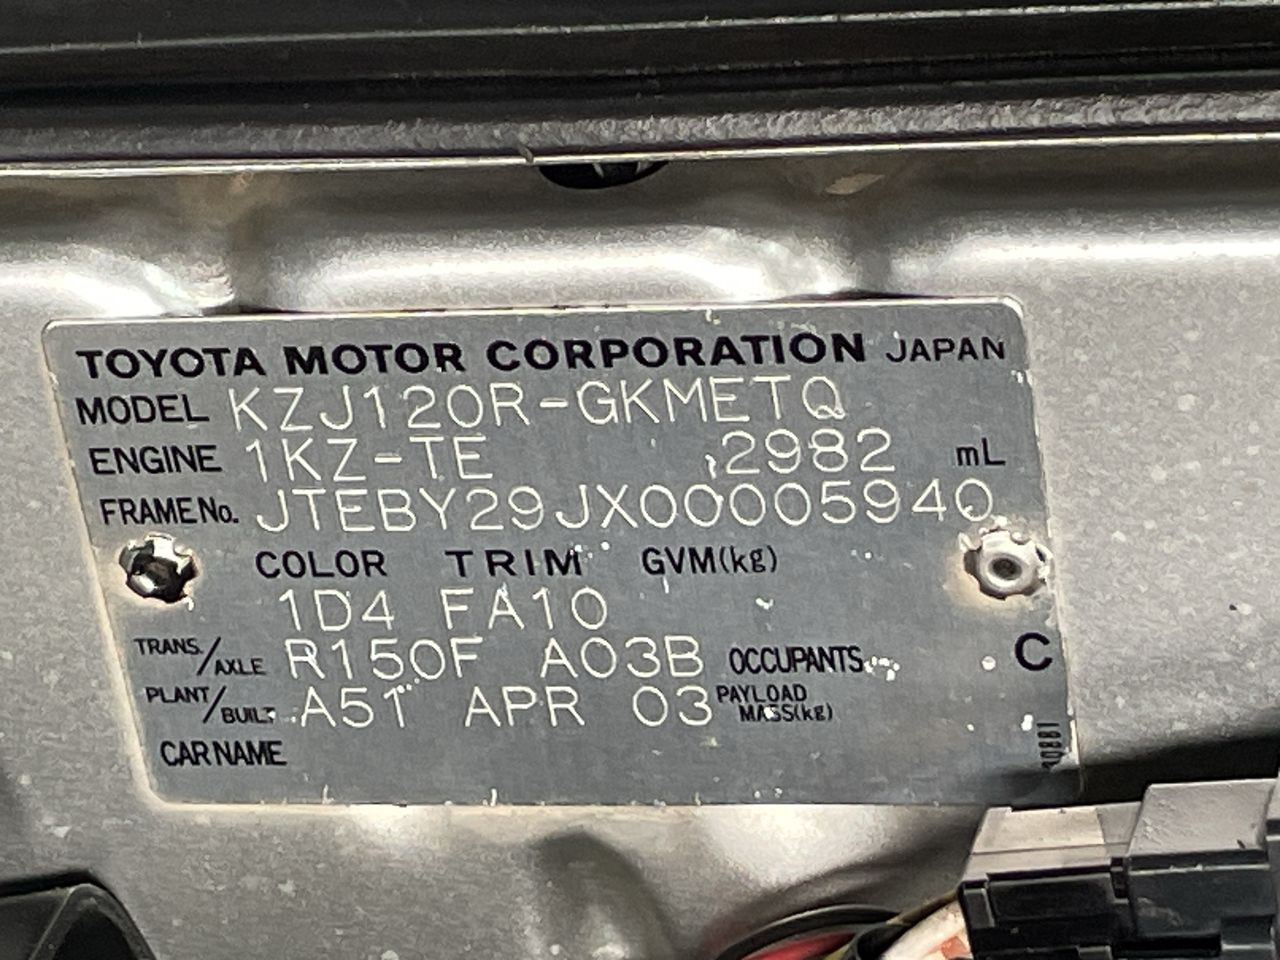 TOYOTA MOTOR CORPORATION JAPAN
MODEL KZJ120R-GKMETQ
ENGINE 1KZ-TE 2982 mL
FRAME No. JTEBY29JX00005940
COLOR TRIM GVM(kg)
1D4 FA10
TRANS./AXLE R150F A03B OCCUPANTS C
PLANT/BUILT A51 APR 03 PAYLOAD MASS(kg)
CAR NAME
10881